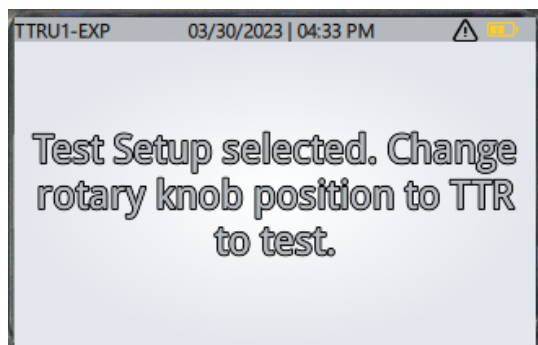 TTRU1-EXP 03/30/2023 | 04:33 PM
Test Setup selected. Change
rotary knob position to TTR
to test.